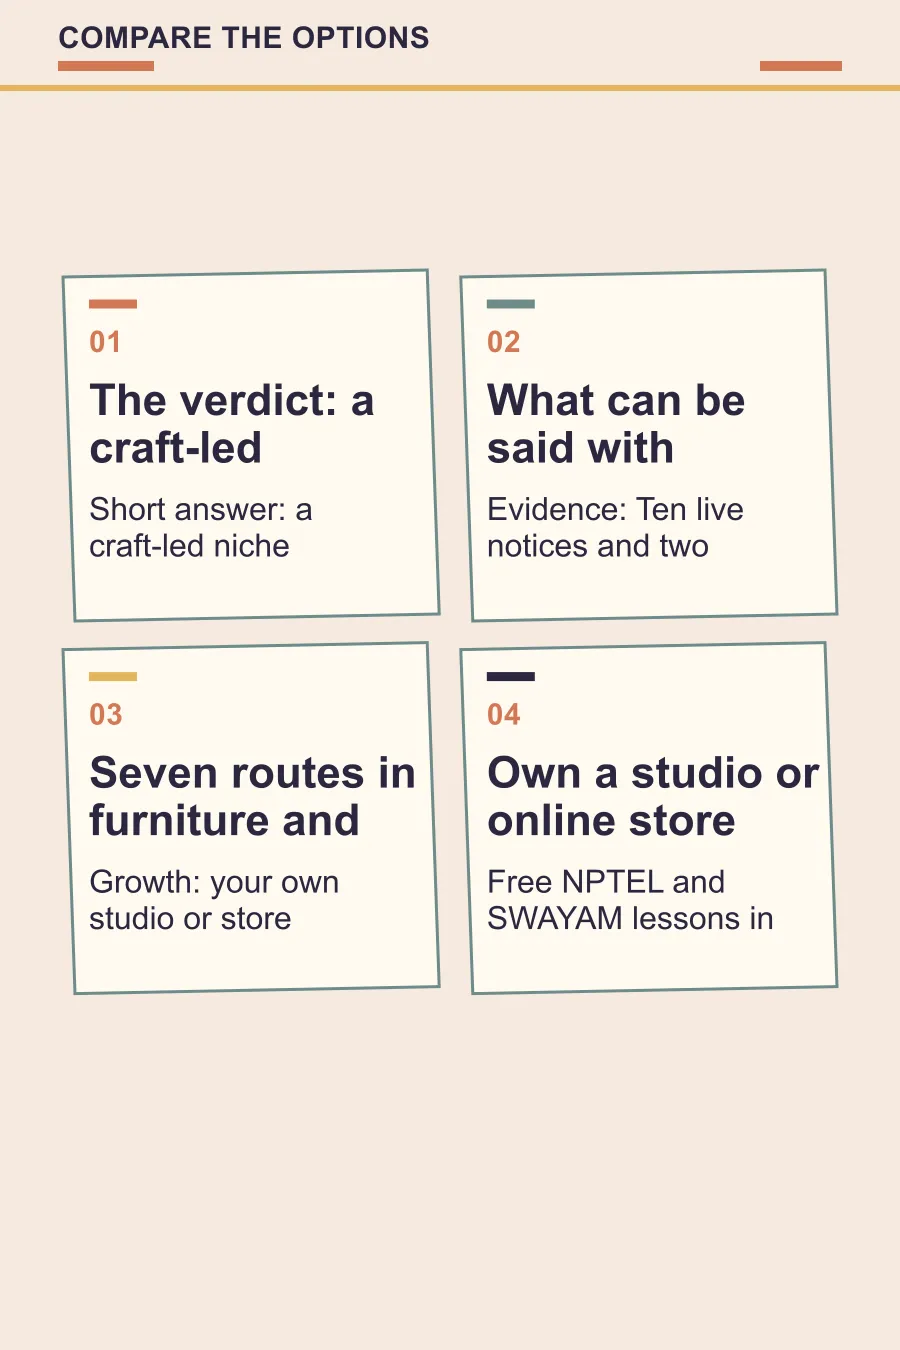 COMPARE THE OPTIONS
01
The verdict: a
craft-led
Short answer: a
craft-led niche
02
What can be
said with
Evidence: Ten live
notices and two
03
Seven routes in
furniture and
Growth: your own
studio or store
04
Own a studio or
online store
Free NPTEL and
SWAYAM lessons in